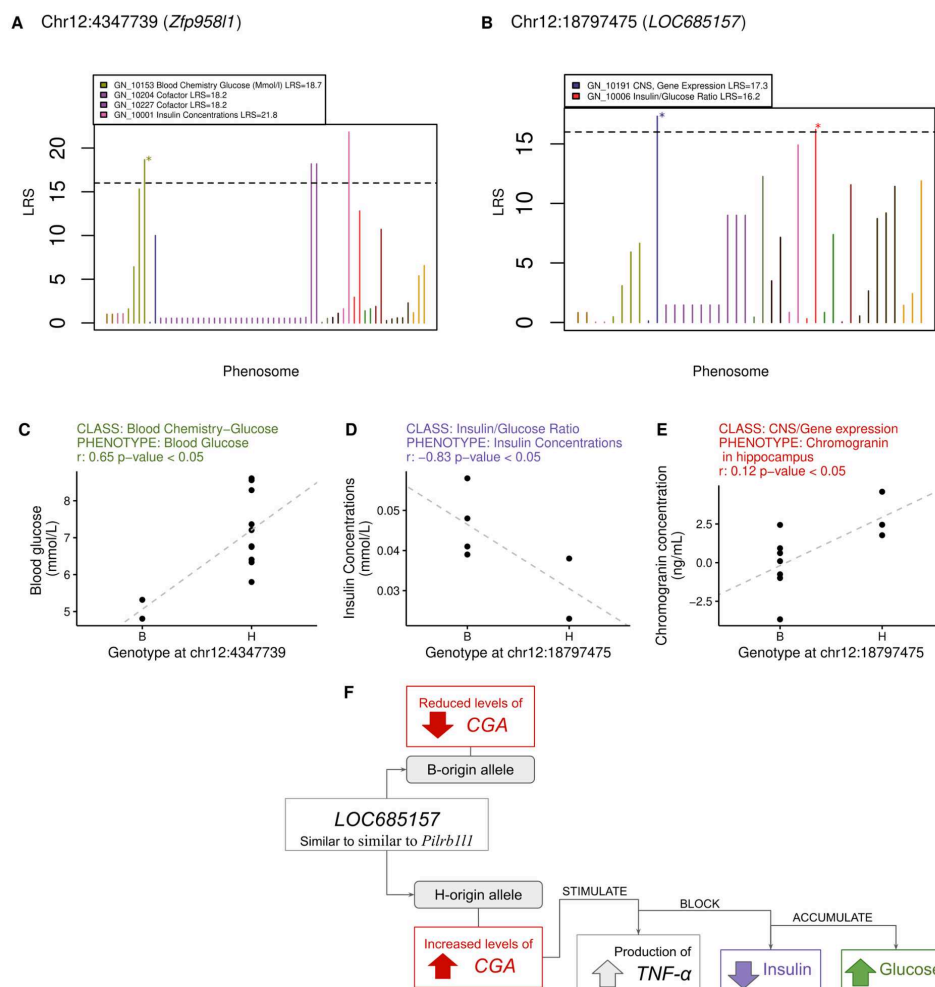 A Chr12:4347739 (Zfp958l1)
GN_10153 Blood Chemistry Glucose (Mmol/l) LRS=18.7
GN_10204 Cofactor LRS=18.2
GN_10227 Cofactor LRS=18.2
GN_10001 Insulin Concentrations LRS=21.8
*
LRS
20
15
10
5
0
Phenosome
B Chr12:18797475 (LOC685157)
GN_10191 CNS, Gene Expression LRS=17.3
GN_10006 Insulin/Glucose Ratio LRS=16.2
*
*
LRS
15
10
5
0
Phenosome
C
CLASS: Blood Chemistry−Glucose
PHENOTYPE: Blood Glucose
r: 0.65 p-value < 0.05
Blood glucose
(mmol/L)
8
7
6
5
B H
Genotype at chr12:4347739
D
CLASS: Insulin/Glucose Ratio
PHENOTYPE: Insulin Concentrations
r: −0.83 p-value < 0.05
Insulin Concentrations
(mmol/L)
0.05
0.04
0.03
B H
Genotype at chr12:18797475
E
CLASS: CNS/Gene expression
PHENOTYPE: Chromogranin
in hippocampus
r: 0.12 p-value < 0.05
Chromogranin concentration
(ng/mL)
2.5
0.0
−2.5
B H
Genotype at chr12:18797475
F
Reduced levels of
CGA
B-origin allele
LOC685157
Similar to similar to Pilrb1l1
H-origin allele
Increased levels of
CGA
STIMULATE
Production of
TNF-α
BLOCK
Insulin
ACCUMULATE
Glucose